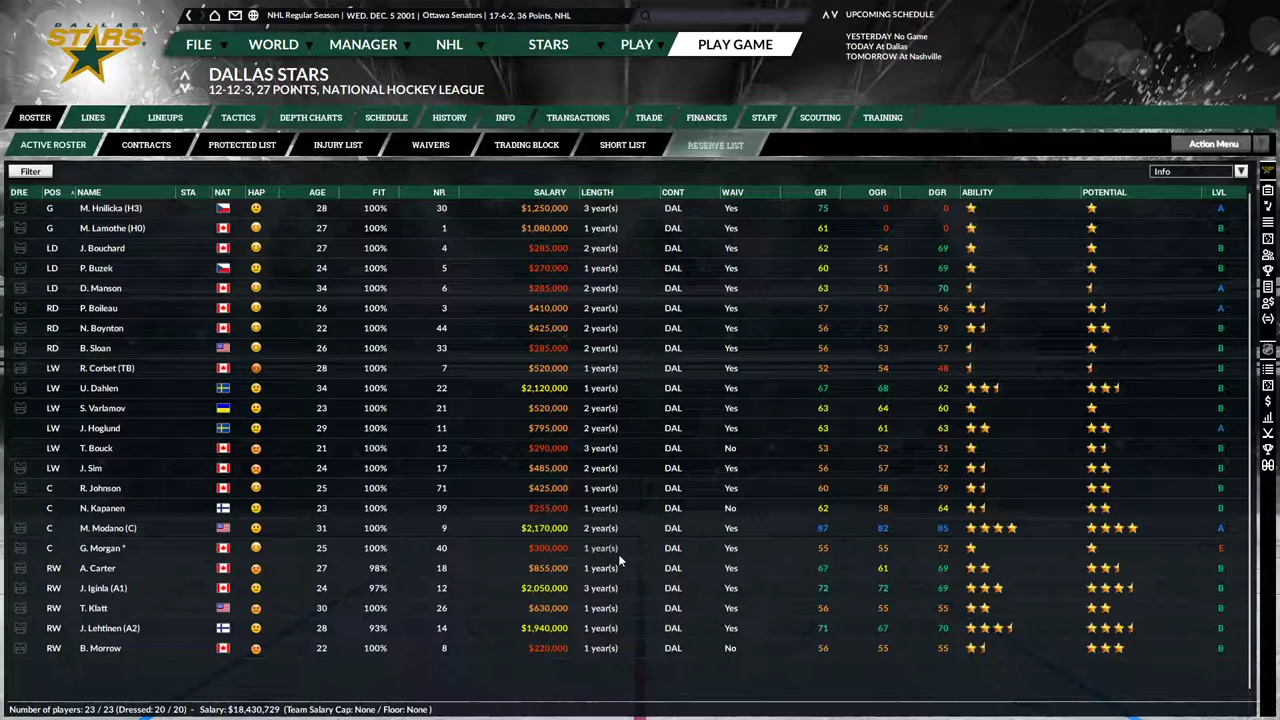 DALLAS
STARS
NHL Regular Season | WED. DEC. 5 2001 | Ottawa Senators | 17-6-2, 36 Points, NHL
UPCOMING SCHEDULE
YESTERDAY No Game
TODAY At Dallas
TOMORROW At Nashville
FILE WORLD MANAGER NHL STARS PLAY PLAY GAME
DALLAS STARS
12-12-3, 27 POINTS, NATIONAL HOCKEY LEAGUE
ROSTER LINES LINEUPS TACTICS DEPTH CHARTS SCHEDULE HISTORY INFO TRANSACTIONS TRADE FINANCES STAFF SCOUTING TRAINING
ACTIVE ROSTER CONTRACTS PROTECTED LIST INJURY LIST WAIVERS TRADING BLOCK SHORT LIST RESERVE LIST Action Menu
Filter Info
DRE POS NAME STA NAT HAP AGE FIT NR SALARY LENGTH CONT WAIV GR OGR DGR ABILITY POTENTIAL LVL
G M. Hnilicka (H3) 28 100% 30 $1,250,000 3 year(s) DAL Yes 75 0 0 A
G M. Lamothe (H0) 27 100% 1 $1,080,000 1 year(s) DAL Yes 61 0 0 B
LD J. Bouchard 27 100% 4 $285,000 2 year(s) DAL Yes 62 54 69 B
LD P. Buzek 24 100% 5 $270,000 1 year(s) DAL Yes 60 51 69 B
LD D. Manson 34 100% 6 $285,000 2 year(s) DAL Yes 63 53 70 A
RD P. Boileau 26 100% 3 $410,000 2 year(s) DAL Yes 57 57 56 A
RD N. Boynton 22 100% 44 $425,000 2 year(s) DAL Yes 56 52 59 B
RD B. Sloan 26 100% 33 $285,000 2 year(s) DAL Yes 56 53 57 B
LW R. Corbet (TB) 28 100% 7 $520,000 1 year(s) DAL Yes 52 54 48 B
LW U. Dahlen 34 100% 22 $2,120,000 1 year(s) DAL Yes 67 68 62 B
LW S. Varlamov 23 100% 21 $520,000 2 year(s) DAL Yes 63 64 60 B
LW J. Hoglund 29 100% 11 $795,000 2 year(s) DAL Yes 63 61 63 A
LW T. Bouck 21 100% 12 $290,000 3 year(s) DAL No 53 52 51 B
LW J. Sim 24 100% 17 $485,000 2 year(s) DAL Yes 56 57 52 B
C R. Johnson 25 100% 71 $425,000 1 year(s) DAL Yes 60 58 59 B
C N. Kapanen 23 100% 39 $255,000 1 year(s) DAL No 62 58 64 B
C M. Modano (C) 31 100% 9 $2,170,000 2 year(s) DAL Yes 87 82 85 A
C G. Morgan * 25 100% 40 $300,000 1 year(s) DAL Yes 55 55 52 E
RW A. Carter 27 98% 18 $855,000 1 year(s) DAL Yes 67 61 69 B
RW J. Iginla (A1) 24 97% 12 $2,050,000 3 year(s) DAL Yes 72 72 69 B
RW T. Klatt 30 100% 26 $630,000 1 year(s) DAL Yes 56 55 55 B
RW J. Lehtinen (A2) 28 93% 14 $1,940,000 1 year(s) DAL Yes 71 67 70 B
RW B. Morrow 22 100% 8 $220,000 1 year(s) DAL No 56 55 55 B
Number of players: 23 / 23 (Dressed: 20 / 20) - Salary: $18,430,729 (Team Salary Cap: None / Floor: None )